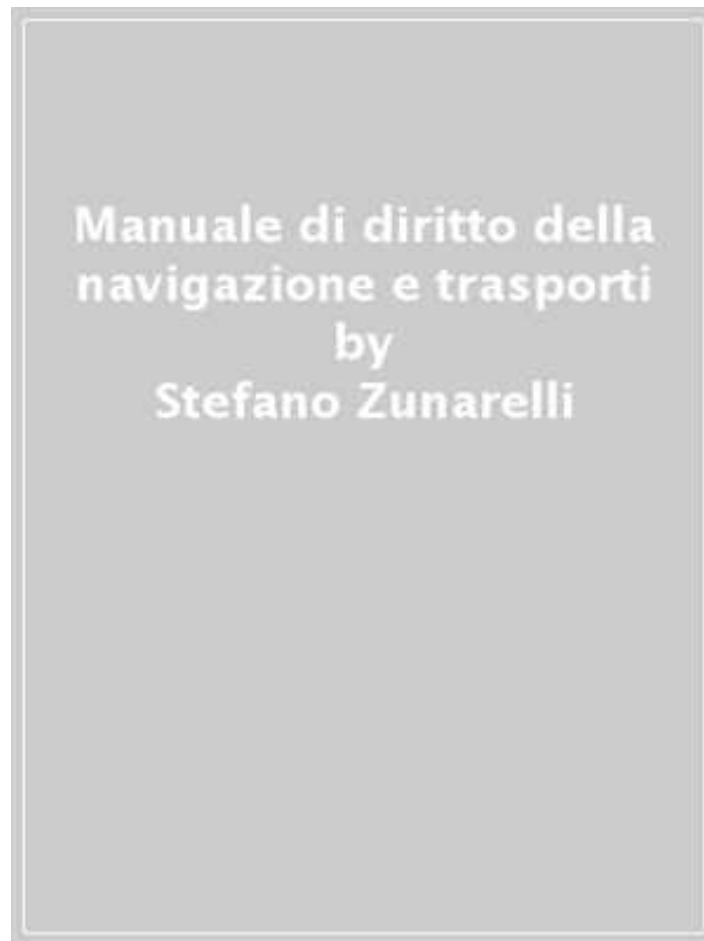 Manuale di diritto della
navigazione e trasporti
by
Stefano Zunarelli